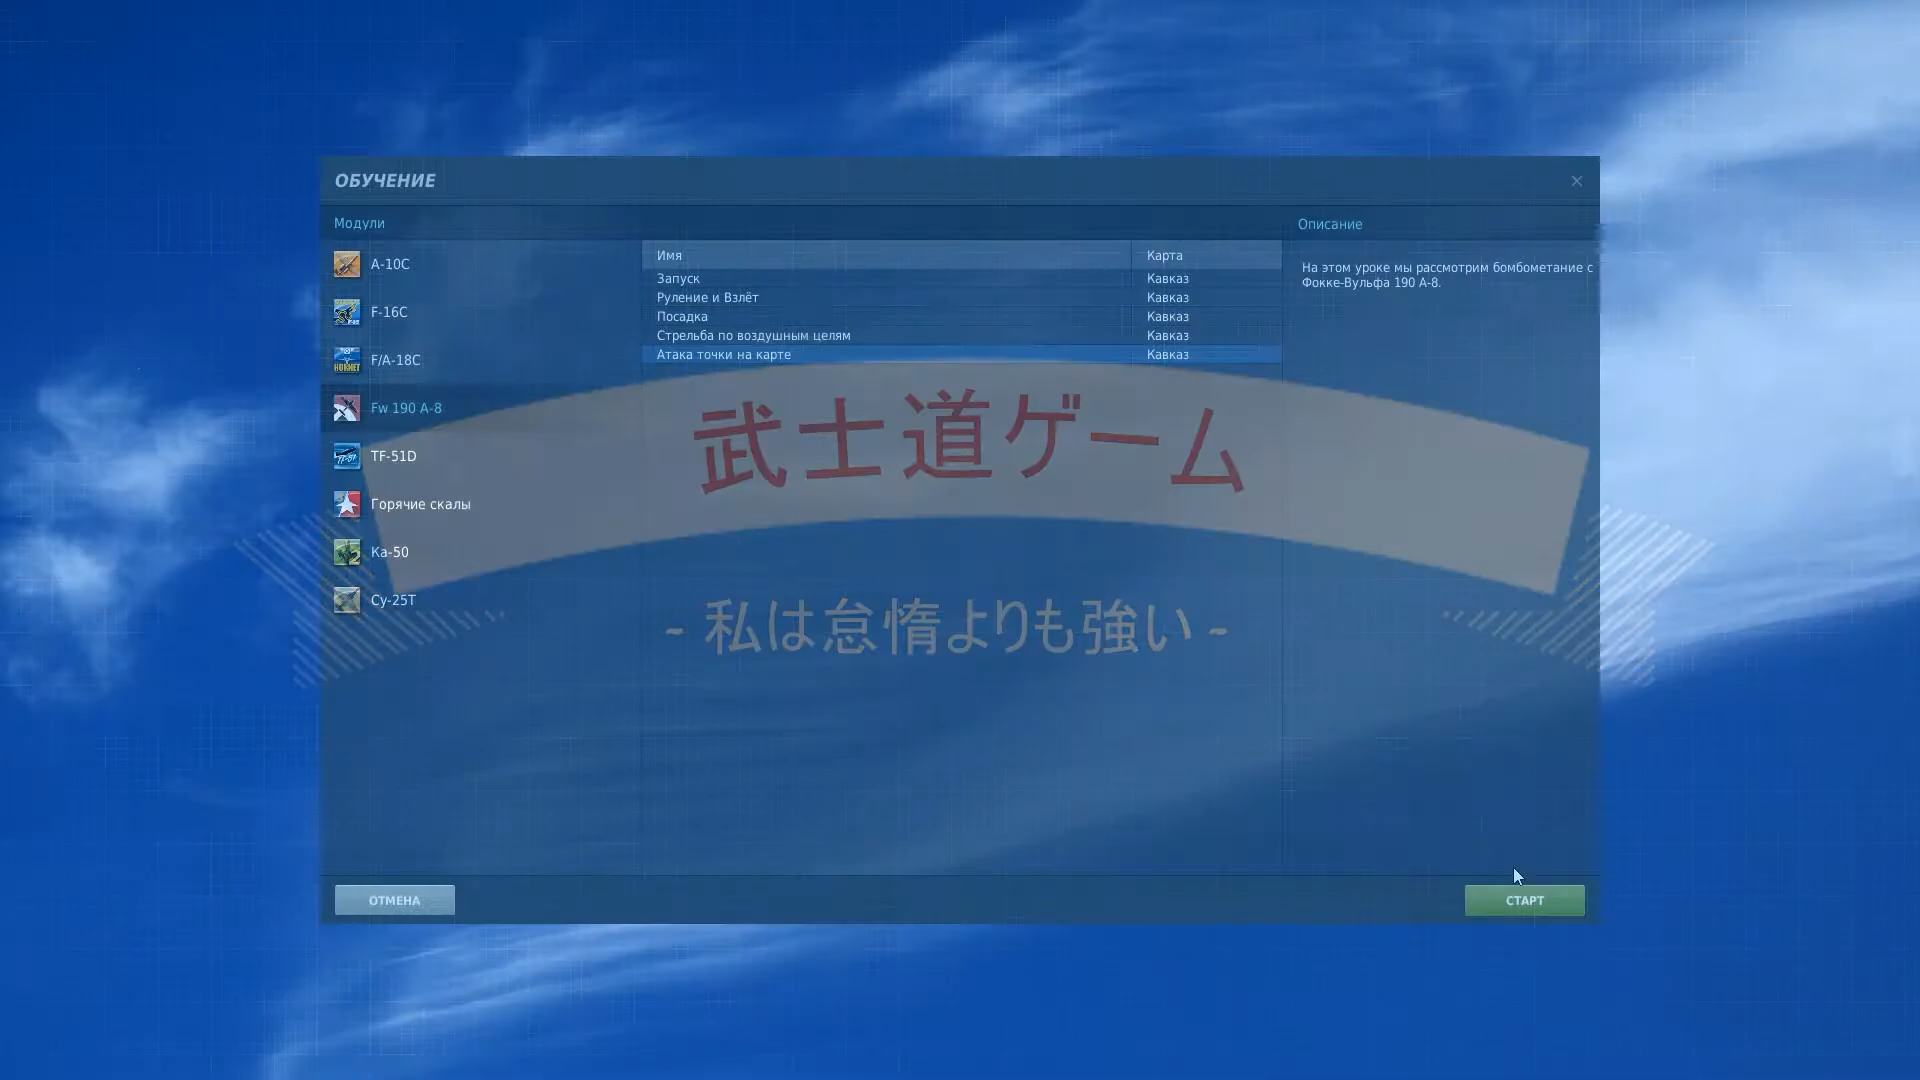 ОБУЧЕНИЕ
Модули
Описание
A-10C
F-16C
F/A-18C
Fw 190 A-8
TF-51D
Горячие скалы
Ка-50
Су-25Т
Имя Карта
Запуск Кавказ
Руление и Взлёт Кавказ
Посадка Кавказ
Стрельба по воздушным целям Кавказ
Атака точки на карте Кавказ
На этом уроке мы рассмотрим бомбометание с
Фокке-Вульфа 190 А-8.
武士道ゲーム
- 私は怠惰よりも強い -
ОТМЕНА
СТАРТ